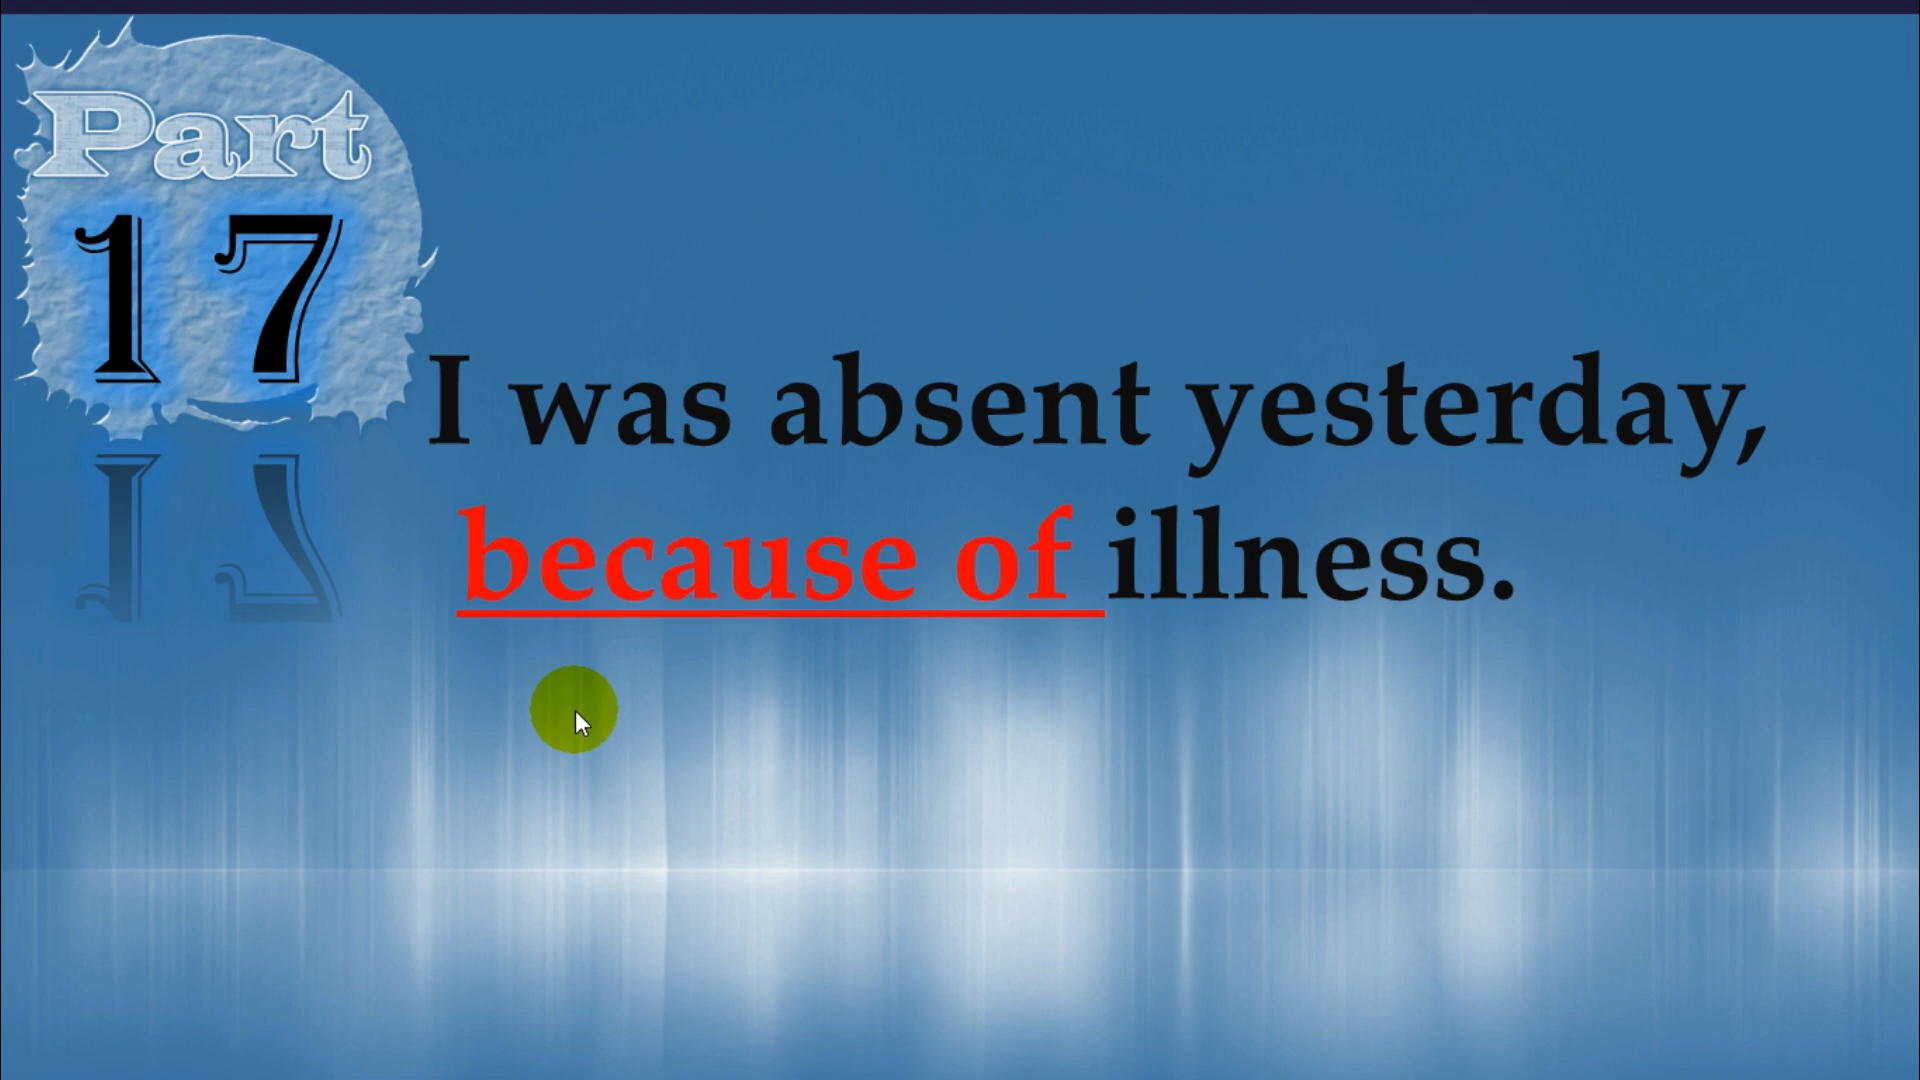 Part
17
I was absent yesterday,
because of illness.